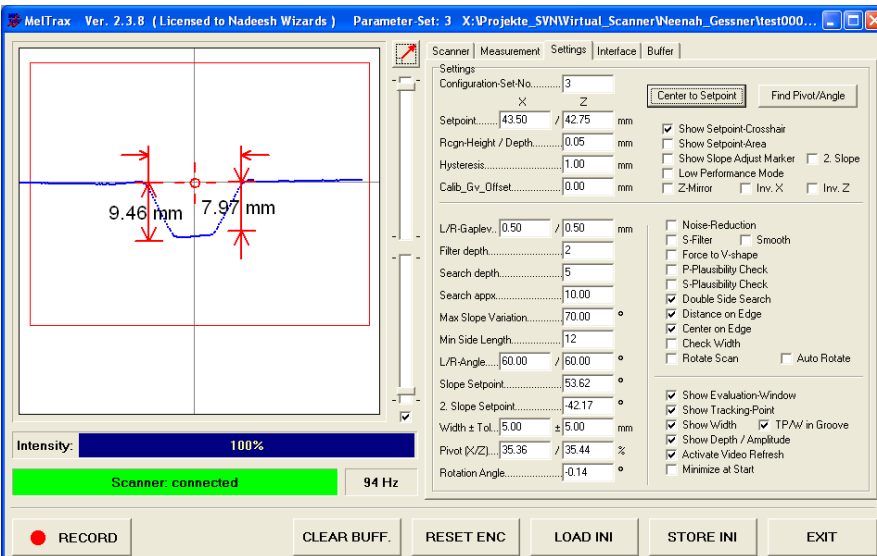 MelTrax Ver. 2.3.8 ( Licensed to Nadeesh Wizards ) Parameter-Set: 3 X:\Projekte_SVN\Virtual_Scanner\Neenah_Gessner\test000...
Scanner Measurement Settings Interface Buffer
Settings
Configuration-Set-No........... 3
X Z
Setpoint........ 43.50 / 42.75 mm
Rcgn-Height / Depth.... 0.05 mm
Hysteresis..................... 1.00 mm
Calib_Gv_Offset............ 0.00 mm
Center to Setpoint Find Pivot/Angle
Show Setpoint-Crosshair
Show Setpoint-Area
Show Slope Adjust Marker 2. Slope
Low Performance Mode
Z-Mirror Inv. X Inv. Z
9.46 mm 7.97 mm
L/R-Gaplev.. 0.50 / 0.50 mm
Filter depth..................... 2
Search depth.................. 5
Search appx................... 10.00
Max Slope Variation........... 70.00 °
Min Side Length............... 12
L/R-Angle..... 60.00 / 60.00 °
Slope Setpoint................. 53.62 °
2. Slope Setpoint............. -42.17 °
Width ± Tol... 5.00 ± 5.00 mm
Pivot (X/Z).... 35.36 / 35.44 %
Rotation Angle................ -0.14 °
Noise-Reduction
S-Filter Smooth
Force to V-shape
P-Plausibility Check
S-Plausibility Check
Double Side Search
Distance on Edge
Center on Edge
Check Width
Rotate Scan Auto Rotate
Show Evaluation-Window
Show Tracking-Point
Show Width TP/W in Groove
Show Depth / Amplitude
Activate Video Refresh
Minimize at Start
Intensity: 100%
Scanner: connected 94 Hz
RECORD CLEAR BUFF. RESET ENC LOAD INI STORE INI EXIT